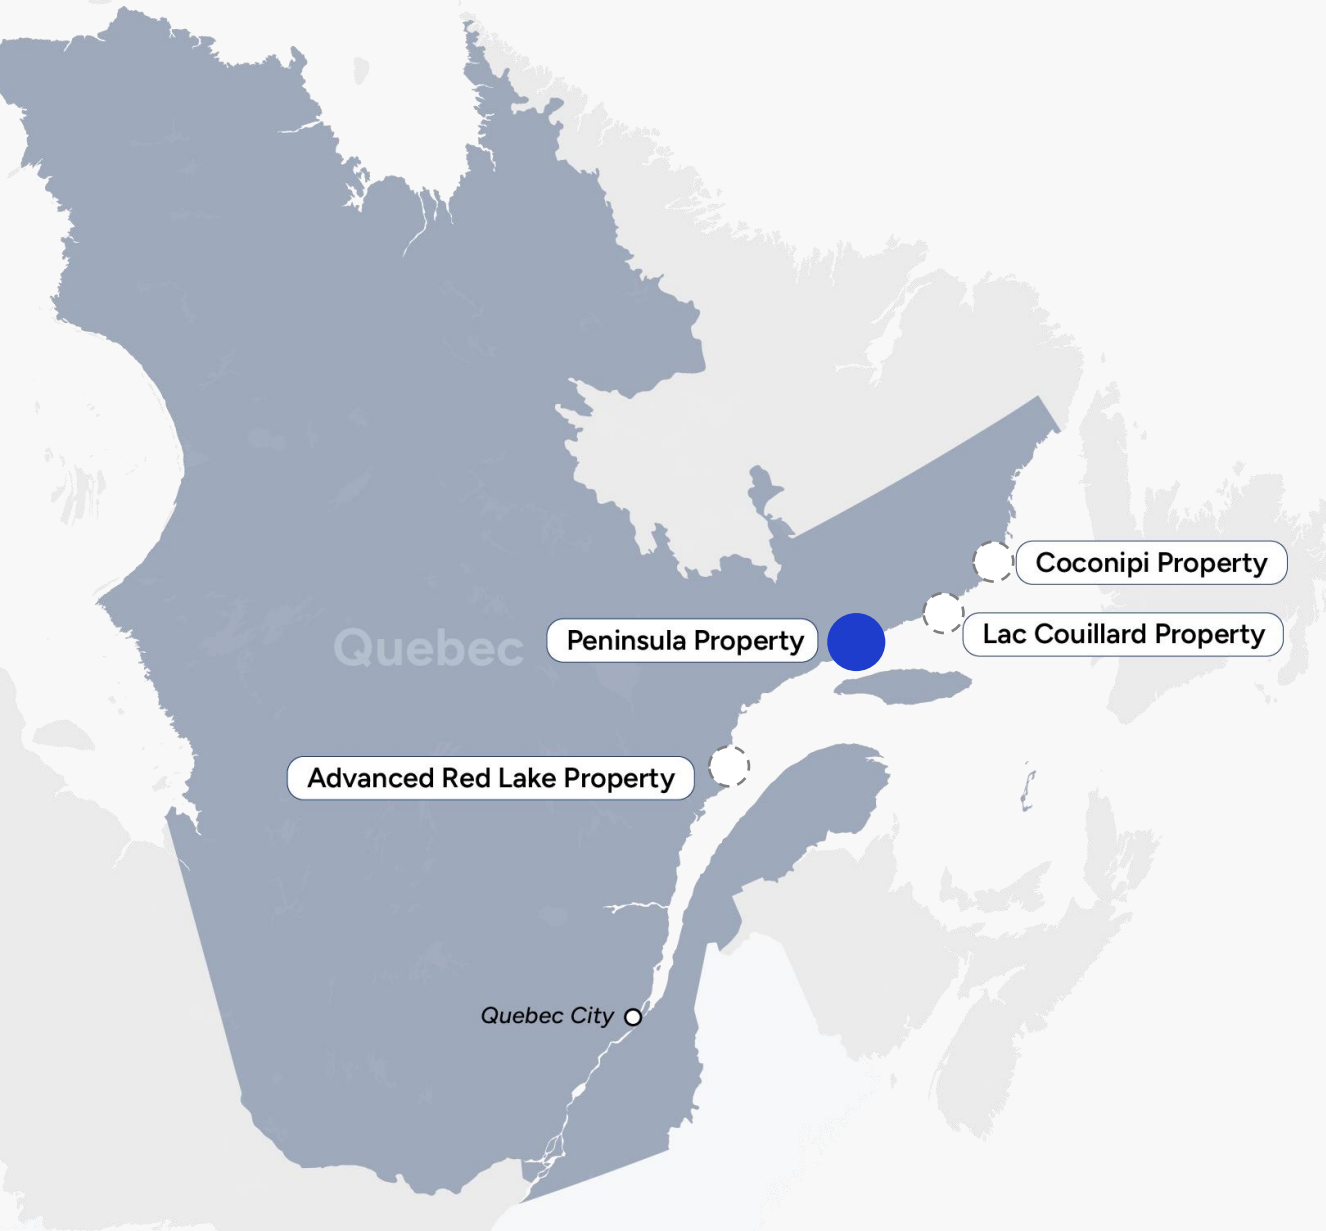 Coconipi Property
Lac Couillard Property
Quebec
Peninsula Property
Advanced Red Lake Property
Quebec City